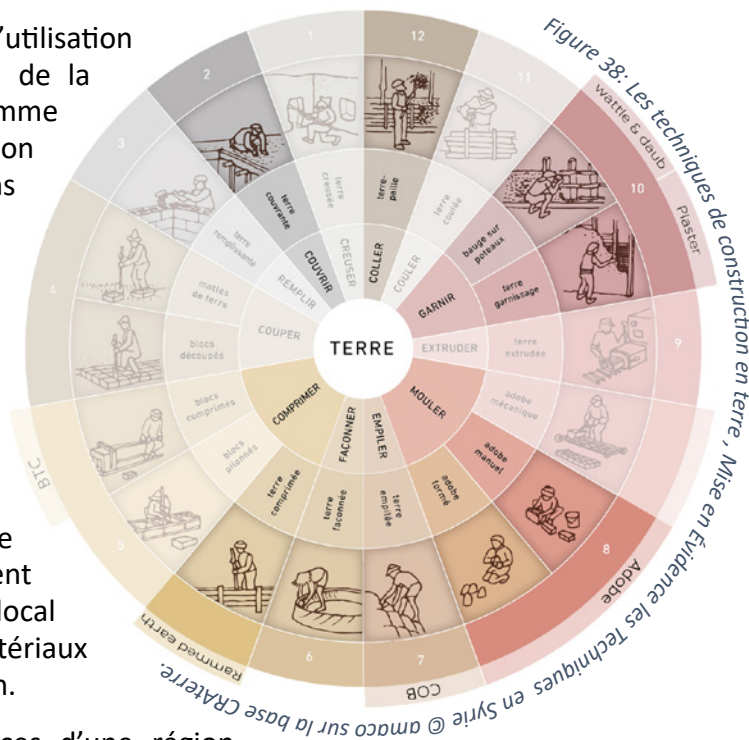 ’utilisation
de la
mme
on
ns
e
ent
local
tériaux
n.
ces d’une région
Figure 38: Les techniques de construction en terre , Mise en Évidence les Techniques en Syrie © amaco sur la base CRAterre.
TERRE
1
CREUSER
terre creusée
2
COUVRIR
terre couvrante
3
REMPLIR
terre remplissante
4
COUPER
mottes de terre
blocs découpés
5
BTC
COMPRIMER
blocs comprimés
blocs pilonnés
terre comprimée
Rammed earth
6
FAÇONNER
terre façonnée
7
COB
EMPILER
terre empilée
8
Adobe
MOULER
adobe formé
adobe manuel
adobe mécanique
9
EXTRUDER
terre extrudée
10
Wattle & daub
Plaster
GARNIR
bauge sur poteaux
terre garnissage
11
COULER
terre coulée
12
COLLER
terre-paille